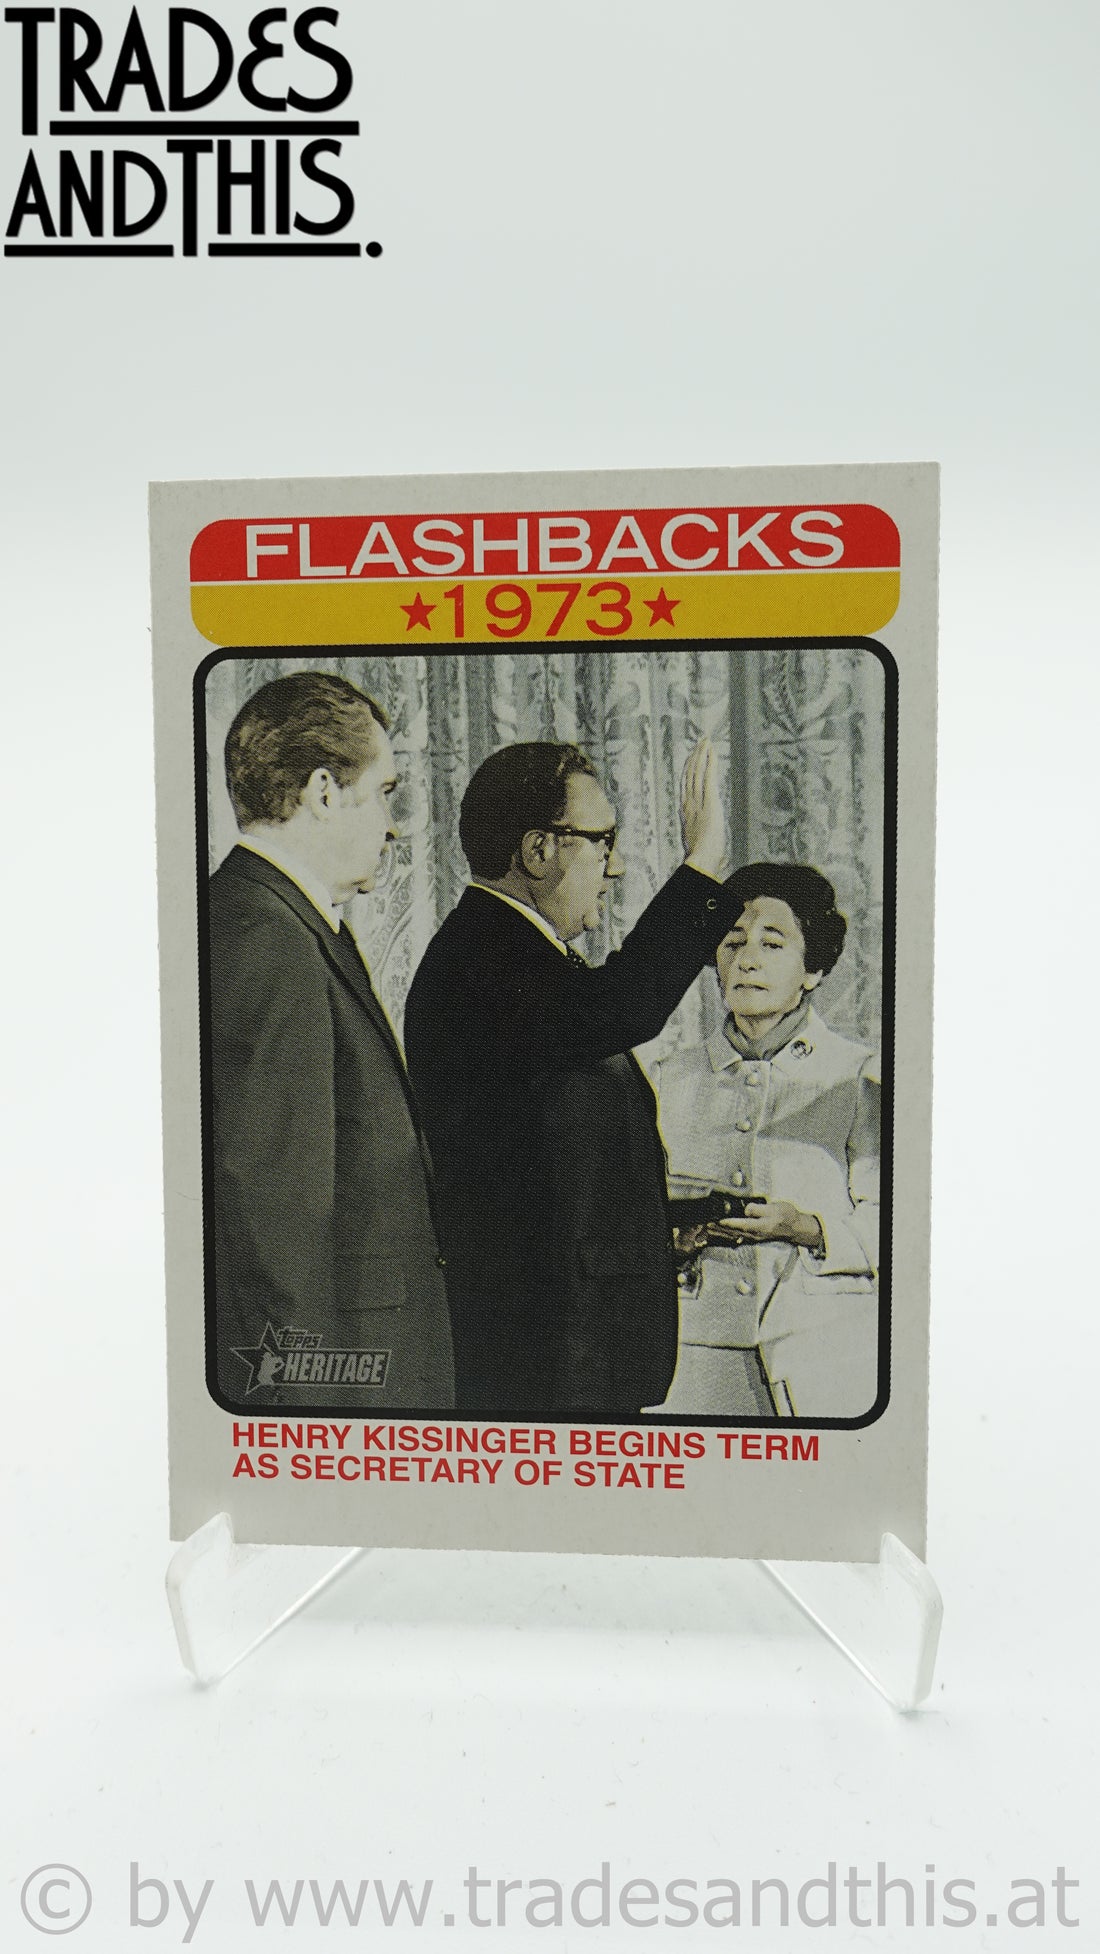 TRADES
ANDTHIS.
FLASHBACKS
★1973★
topps
HERITAGE
HENRY KISSINGER BEGINS TERM
AS SECRETARY OF STATE
© by www.tradesandthis.at